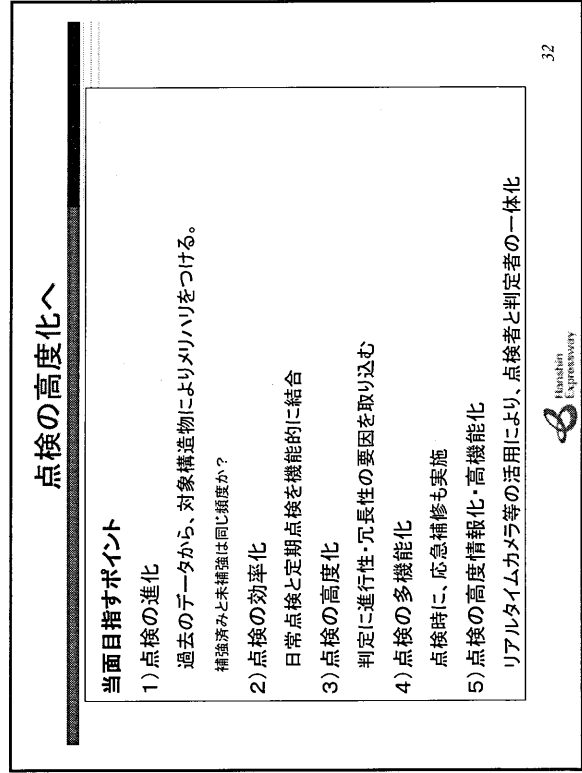 点検の高度化へ
当面目指すポイント
1)点検の進化
過去のデータから、対象構造物によりメリハリをつける。
補強済みと未補強は同じ頻度か?
2)点検の効率化
日常点検と定期点検を機能的に結合
3)点検の高度化
判定に進行性・冗長性の要因を取り込む
4)点検の多機能化
点検時に、応急補修も実施
5)点検の高度情報化・高機能化
リアルタイムカメラ等の活用により、点検者と判定者の一体化
Hanshin
Expressway
32